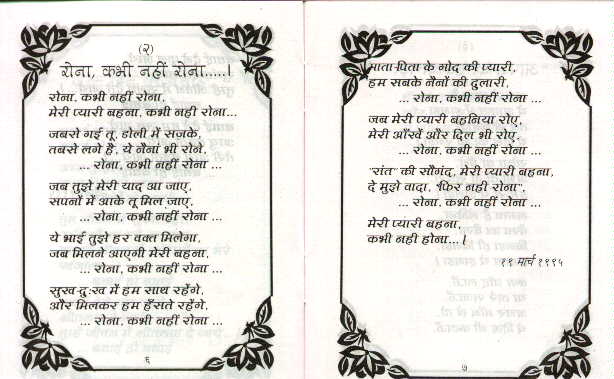 (२)
रोना, कभी नहीं रोना.....!
रोना, कभी नहीं रोना,
मेरी प्यारी बहना, कभी नहीं रोना...
जबसे गई तू, डोली में सजके,
तबसे लगे है, ये नैनां भी रोने.
... रोना, कभी नहीं रोना ...
जब तुझे मेरी याद आ जाए,
सपनों में आके तू मिल जाए.
... रोना, कभी नहीं रोना ...
ये भाई तुझे हर वक्त मिलेगा,
जब मिलने आएगी मेरी बहना,
... रोना, कभी नहीं रोना ...
सुख-दुःख में हम साथ रहेंगे,
और मिलकर हम हँसते रहेंगे,
... रोना, कभी नहीं रोना ...
६
माता-पिता के गोद की प्यारी,
हम सबके नैनों की दुलारी,
... रोना, कभी नहीं रोना ...
जब मेरी प्यारी बहनिया रोए,
मेरी आँखें और दिल भी रोए,
... रोना, कभी नहीं रोना ...
"संत" की सौगंद, मेरी प्यारी बहना,
दे मुझे वादा, "फिर नही रोना",
... रोना, कभी नहीं रोना ...
मेरी प्यारी बहना,
कभी नही होना...!
१९ मार्च १९९५
७